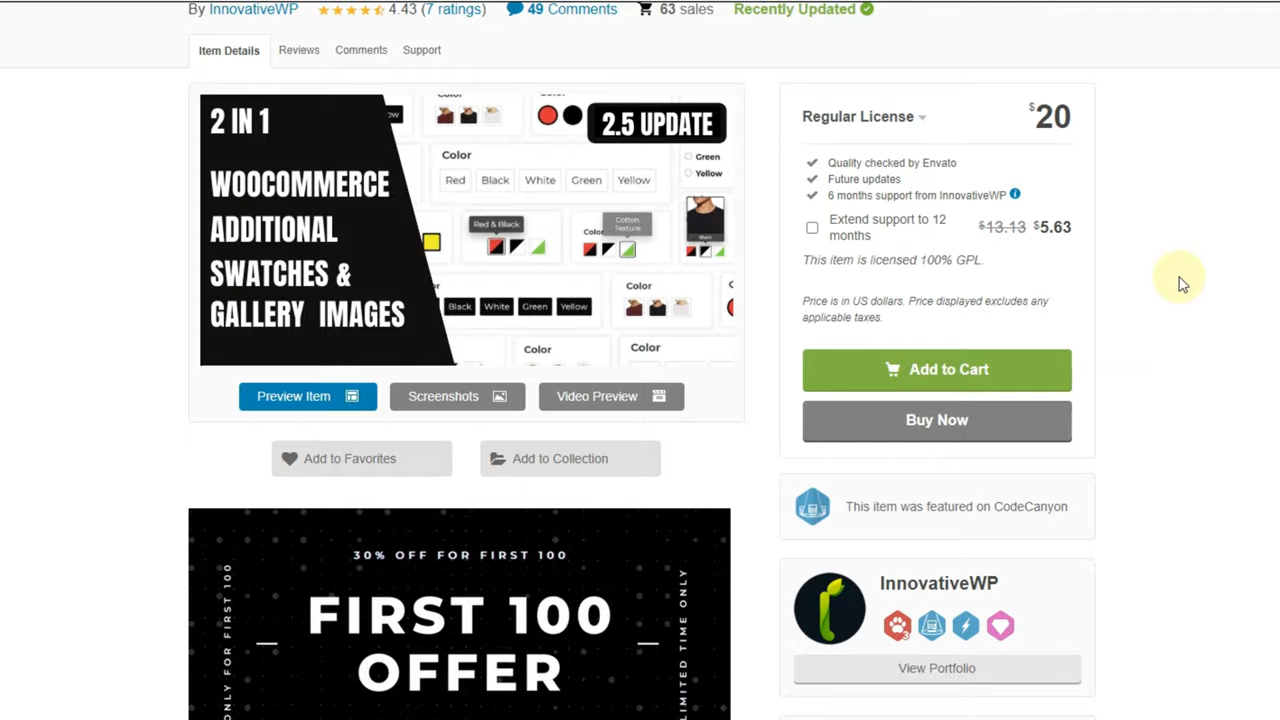 By InnovativeWP 4.43 (7 ratings) 49 Comments 63 sales Recently Updated
Item Details Reviews Comments Support
2 IN 1
WOOCOMMERCE
ADDITIONAL
SWATCHES &
GALLERY IMAGES
2.5 UPDATE
Color
Green
Yellow
Red Black White Green Yellow
Red & Black
Cotton
Texture
Black White Green Yellow
Color
Color
Color
Preview Item Screenshots Video Preview
Add to Favorites Add to Collection
30% OFF FOR FIRST 100
FIRST 100
OFFER
ONLY FOR FIRST 100
LIMITED TIME ONLY
Regular License $20
Quality checked by Envato
Future updates
6 months support from InnovativeWP
Extend support to 12
months
$13.13 $5.63
This item is licensed 100% GPL.
Price is in US dollars. Price displayed excludes any
applicable taxes.
Add to Cart
Buy Now
This item was featured on CodeCanyon
InnovativeWP
3
View Portfolio